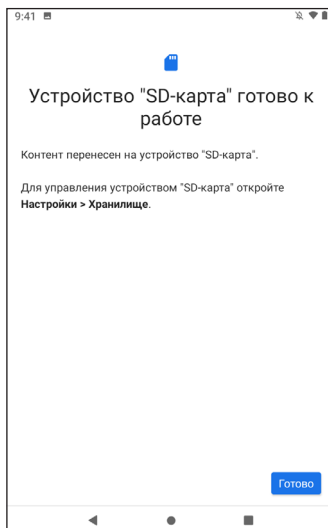 9:41
Устройство "SD-карта" готово к
работе
Контент перенесен на устройство "SD-карта".
Для управления устройством "SD-карта" откройте
Настройки > Хранилище.
Готово